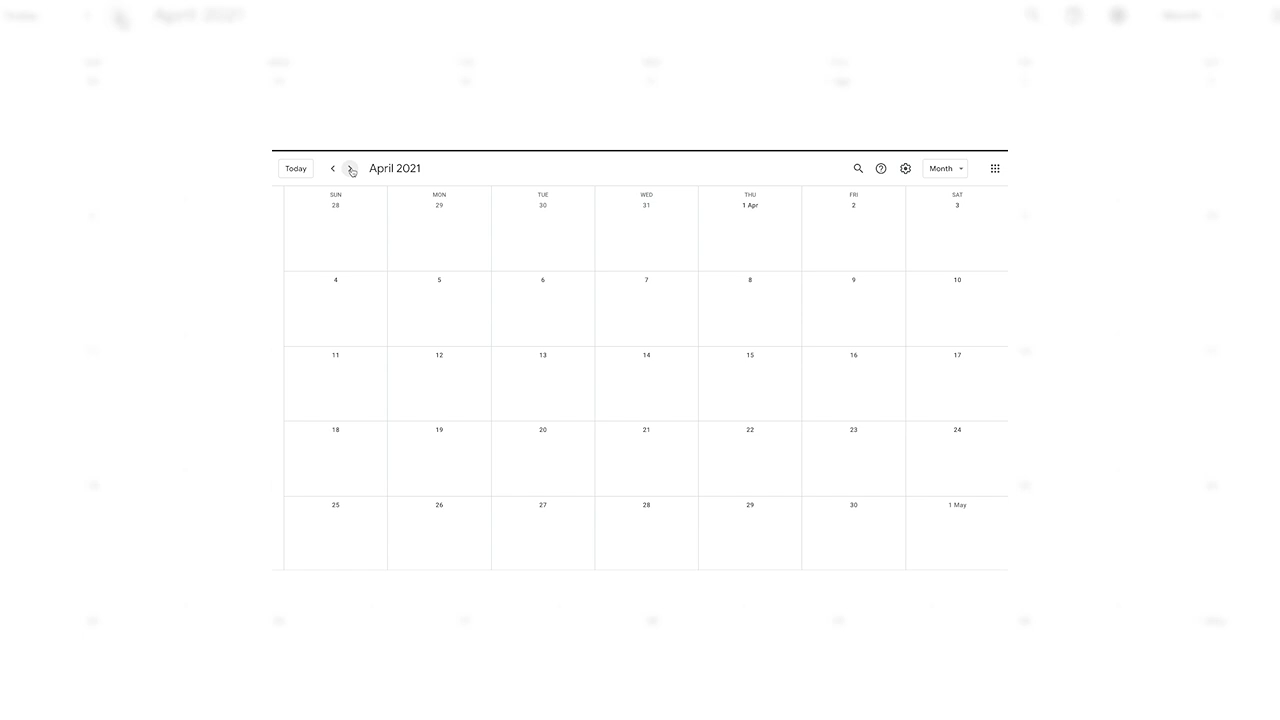 Today April 2021 Month
SUN MON TUE WED THU FRI SAT
28 29 30 31 1 Apr 2 3
4 5 6 7 8 9 10
11 12 13 14 15 16 17
18 19 20 21 22 23 24
25 26 27 28 29 30 1 May